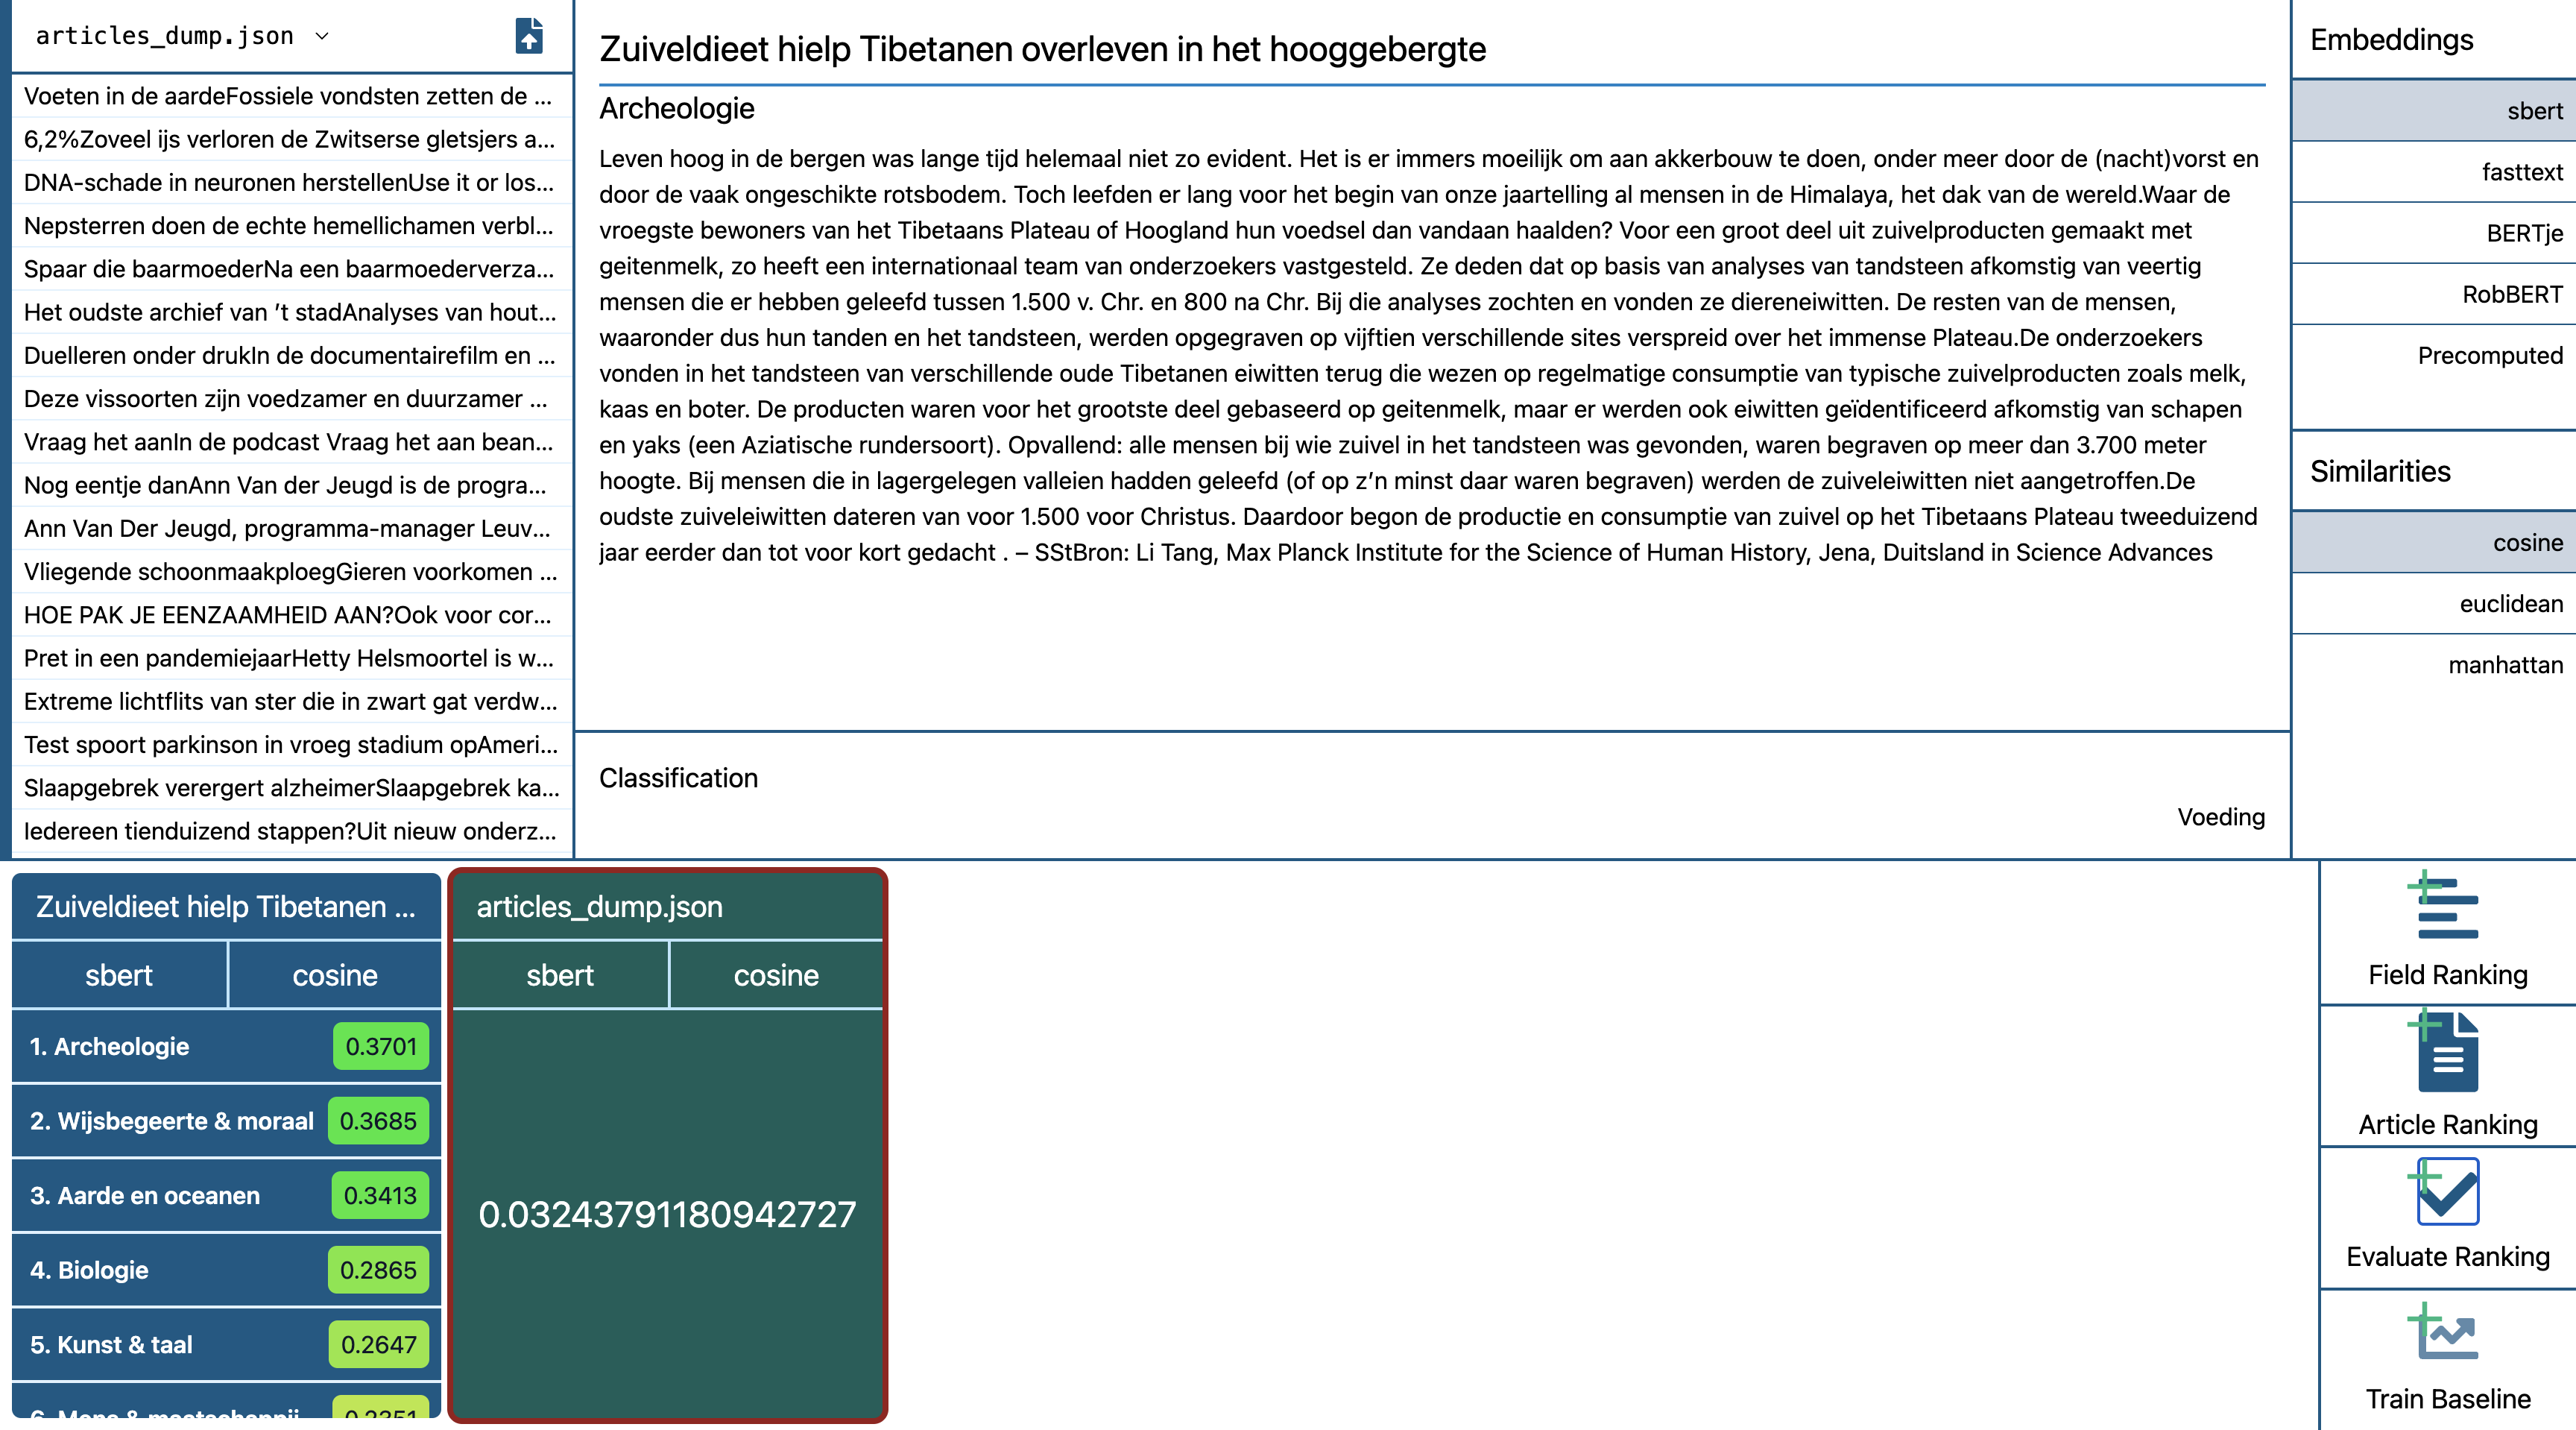 articles_dump.json
Voeten in de aardeFossiele vondsten zetten de ...
6,2%Zoveel ijs verloren de Zwitserse gletsjers a...
DNA-schade in neuronen herstellenUse it or los...
Nepsterren doen de echte hemellichamen verbl...
Spaar die baarmoederNa een baarmoederverza...
Het oudste archief van ’t stadAnalyses van hout...
Duelleren onder drukIn de documentairefilm en ...
Deze vissoorten zijn voedzamer en duurzamer ...
Vraag het aanIn de podcast Vraag het aan bean...
Nog eentje danAnn Van der Jeugd is de progra...
Ann Van Der Jeugd, programma-manager Leuv...
Vliegende schoonmaakploegGieren voorkomen ...
HOE PAK JE EENZAAMHEID AAN?Ook voor cor...
Pret in een pandemiejaarHetty Helsmoortel is w...
Extreme lichtflits van ster die in zwart gat verdw...
Test spoort parkinson in vroeg stadium opAmeri...
Slaapgebrek verergert alzheimerSlaapgebrek ka...
Iedereen tienduizend stappen?Uit nieuw onderz...
Zuiveldieet hielp Tibetanen overleven in het hooggebergte
Archeologie
Leven hoog in de bergen was lange tijd helemaal niet zo evident. Het is er immers moeilijk om aan akkerbouw te doen, onder meer door de (nacht)vorst en
door de vaak ongeschikte rotsbodem. Toch leefden er lang voor het begin van onze jaartelling al mensen in de Himalaya, het dak van de wereld.Waar de
vroegste bewoners van het Tibetaans Plateau of Hoogland hun voedsel dan vandaan haalden? Voor een groot deel uit zuivelproducten gemaakt met
geitenmelk, zo heeft een internationaal team van onderzoekers vastgesteld. Ze deden dat op basis van analyses van tandsteen afkomstig van veertig
mensen die er hebben geleefd tussen 1.500 v. Chr. en 800 na Chr. Bij die analyses zochten en vonden ze diereneiwitten. De resten van de mensen,
waaronder dus hun tanden en het tandsteen, werden opgegraven op vijftien verschillende sites verspreid over het immense Plateau.De onderzoekers
vonden in het tandsteen van verschillende oude Tibetanen eiwitten terug die wezen op regelmatige consumptie van typische zuivelproducten zoals melk,
kaas en boter. De producten waren voor het grootste deel gebaseerd op geitenmelk, maar er werden ook eiwitten geïdentificeerd afkomstig van schapen
en yaks (een Aziatische rundersoort). Opvallend: alle mensen bij wie zuivel in het tandsteen was gevonden, waren begraven op meer dan 3.700 meter
hoogte. Bij mensen die in lagergelegen valleien hadden geleefd (of op z’n minst daar waren begraven) werden de zuiveleiwitten niet aangetroffen.De
oudste zuiveleiwitten dateren van voor 1.500 voor Christus. Daardoor begon de productie en consumptie van zuivel op het Tibetaans Plateau tweeduizend
jaar eerder dan tot voor kort gedacht . – SStBron: Li Tang, Max Planck Institute for the Science of Human History, Jena, Duitsland in Science Advances
Classification
Voeding
Embeddings
sbert
fasttext
BERTje
RobBERT
Precomputed
Similarities
cosine
euclidean
manhattan
Zuiveldieet hielp Tibetanen ...
sbert cosine
1. Archeologie 0.3701
2. Wijsbegeerte & moraal 0.3685
3. Aarde en oceanen 0.3413
4. Biologie 0.2865
5. Kunst & taal 0.2647
6. Mens & maatschappij 0.2351
articles_dump.json
sbert cosine
0.03243791180942727
Field Ranking
Article Ranking
Evaluate Ranking
Train Baseline